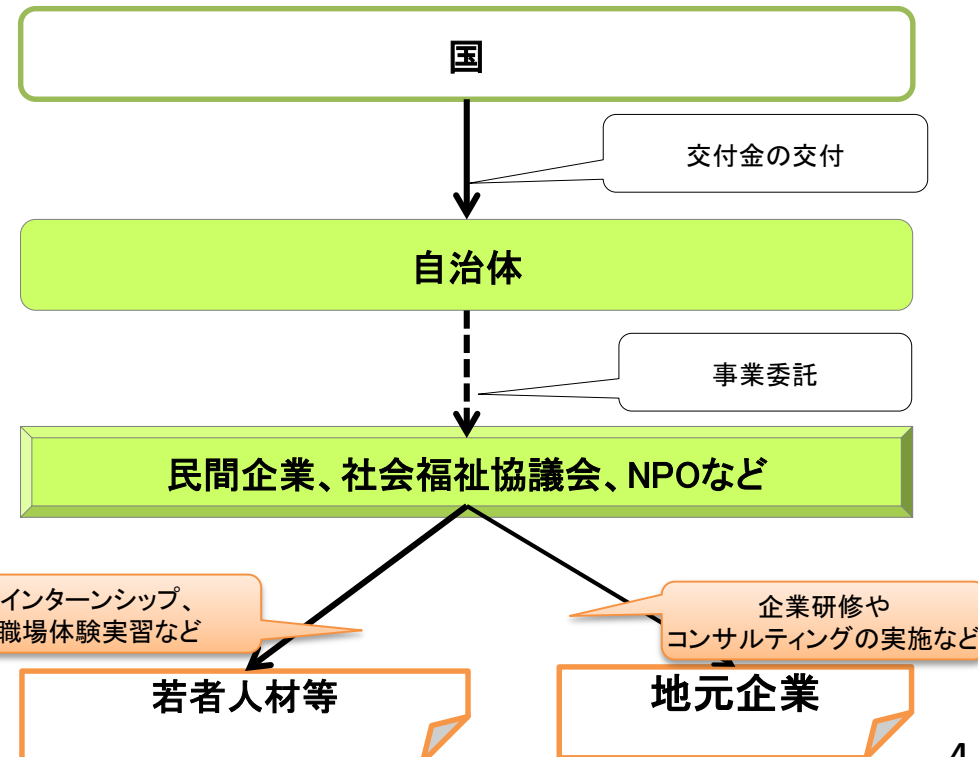 国
交付金の交付
自治体
事業委託
民間企業、社会福祉協議会、NPOなど
インターンシップ、
職場体験実習など
企業研修や
コンサルティングの実施など
若者人材等
地元企業
4